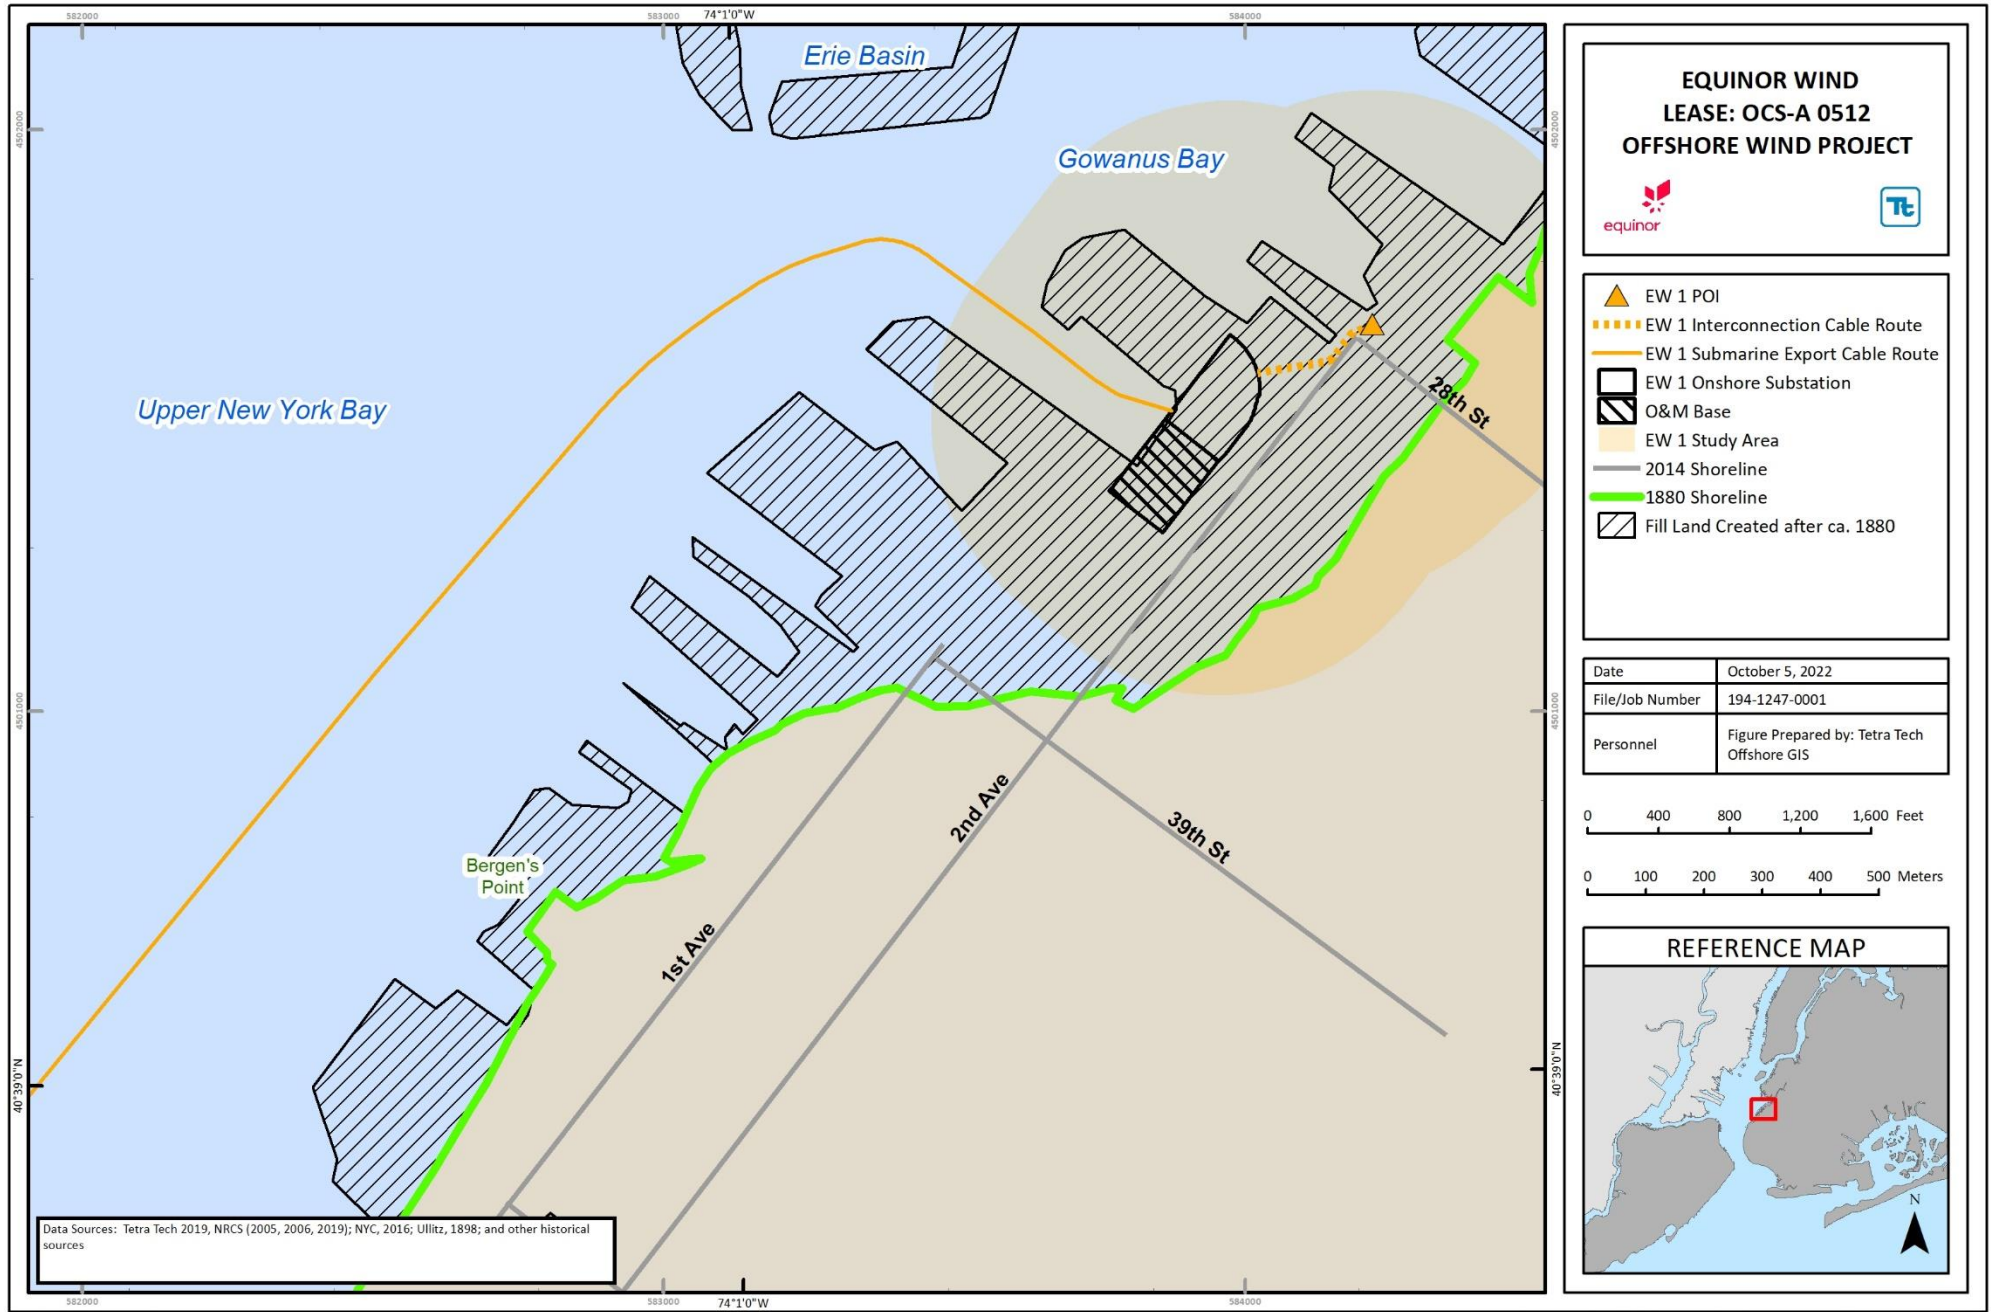 582000
583000
74°1'0"W
584000
Erie Basin
Gowanus Bay
Upper New York Bay
28th St
2nd Ave
39th St
1st Ave
Bergen's
Point
4502000
4501000
40°39'0"N
4502000
4501000
40°39'0"N
Data Sources: Tetra Tech 2019, NRCS (2005, 2006, 2019); NYC, 2016; Ullitz, 1898; and other historical
sources
582000
583000
74°1'0"W
584000
EQUINOR WIND
LEASE: OCS-A 0512
OFFSHORE WIND PROJECT
equinor
Tt
EW 1 POI
EW 1 Interconnection Cable Route
EW 1 Submarine Export Cable Route
EW 1 Onshore Substation
O&M Base
EW 1 Study Area
2014 Shoreline
1880 Shoreline
Fill Land Created after ca. 1880
Date October 5, 2022
File/Job Number 194-1247-0001
Personnel Figure Prepared by: Tetra Tech
Offshore GIS
0 400 800 1,200 1,600 Feet
0 100 200 300 400 500 Meters
REFERENCE MAP
N